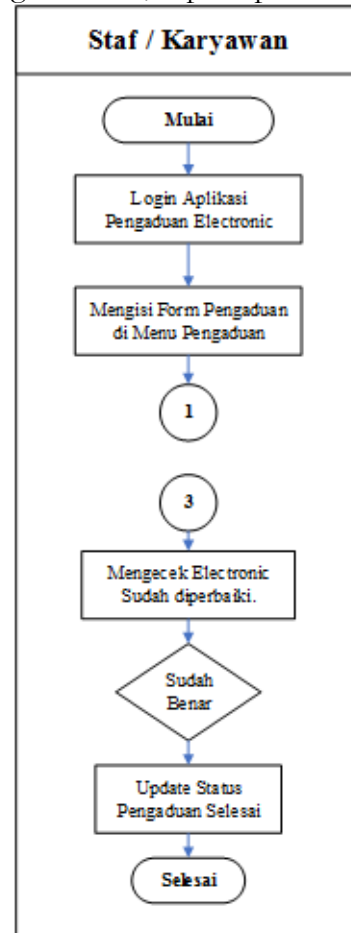 Staf / Karyawan
Mulai
Login Aplikasi
Pengaduan Electronic
Mengisi Form Pengaduan
di Menu Pengaduan
1
3
Mengecek Electronic
Sudah diperbaiki.
Sudah
Benar
Update Status
Pengaduan Selesai
Selesai